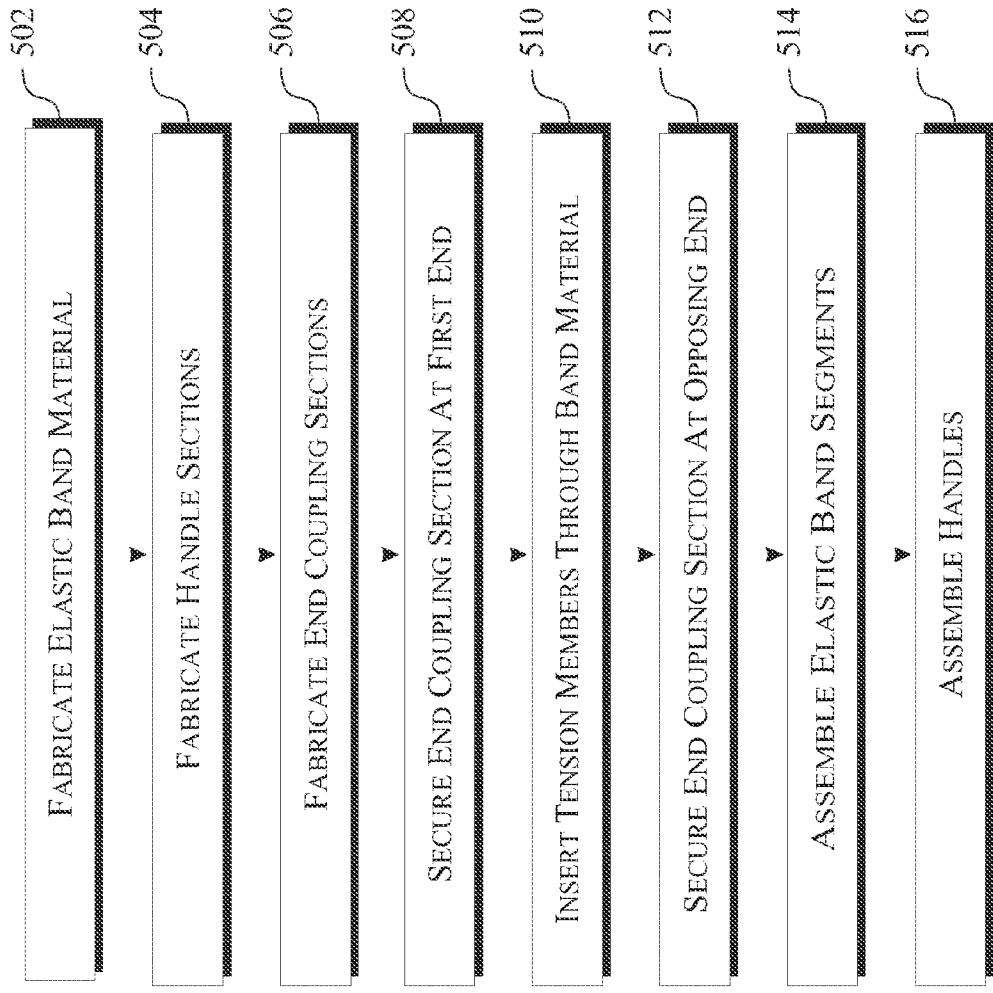 FABRICATE ELASTIC BAND MATERIAL
502
FABRICATE HANDLE SECTIONS
504
FABRICATE END COUPLING SECTIONS
506
SECURE END COUPLING SECTION AT FIRST END
508
INSERT TENSION MEMBERS THROUGH BAND MATERIAL
510
SECURE END COUPLING SECTION AT OPPOSING END
512
ASSEMBLE ELASTIC BAND SEGMENTS
514
ASSEMBLE HANDLES
516